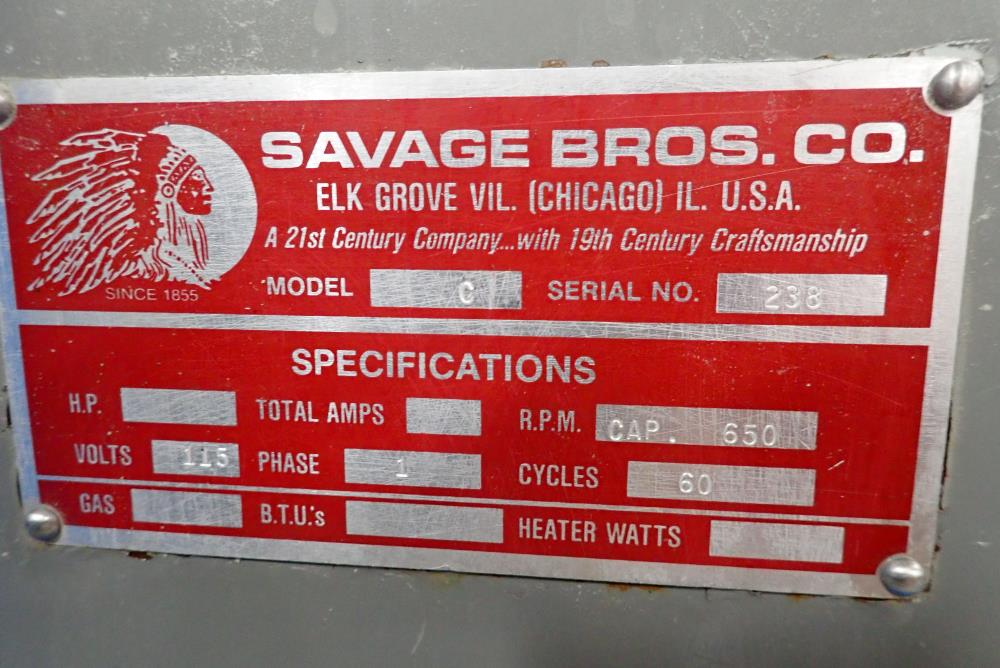 SAVAGE BROS. CO.
ELK GROVE VIL. (CHICAGO) IL. U.S.A.
A 21st Century Company...with 19th Century Craftsmanship
SINCE 1855
MODEL C SERIAL NO. 238
SPECIFICATIONS
H.P. TOTAL AMPS R.P.M. CAP. 650
VOLTS 115 PHASE 1 CYCLES 60
GAS B.T.U.'s HEATER WATTS